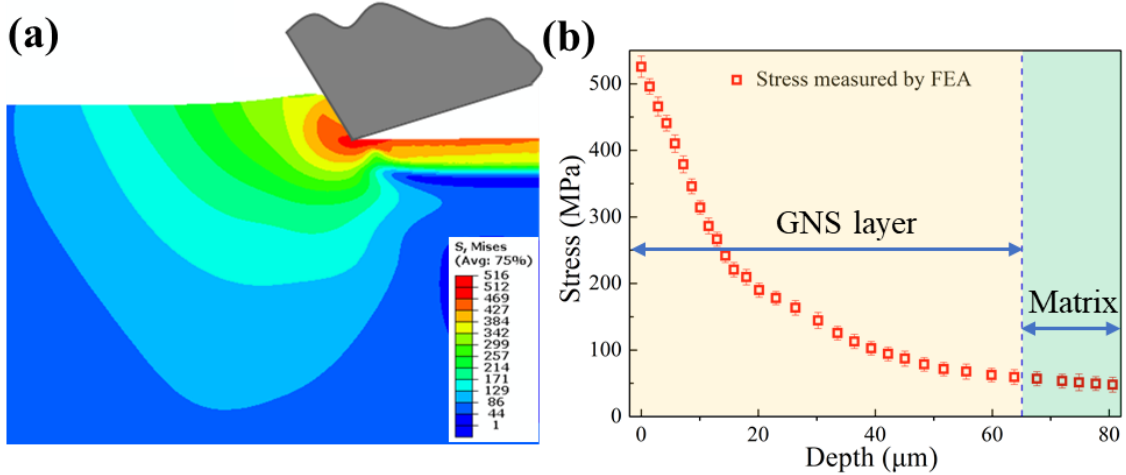 (a)
S, Mises
(Avg: 75%)
516
512
469
427
384
342
299
257
214
171
129
86
44
1
(b)
Stress measured by FEA
GNS layer
Matrix
Stress (MPa)
500
400
300
200
100
0
0
20
40
60
80
Depth (μm)